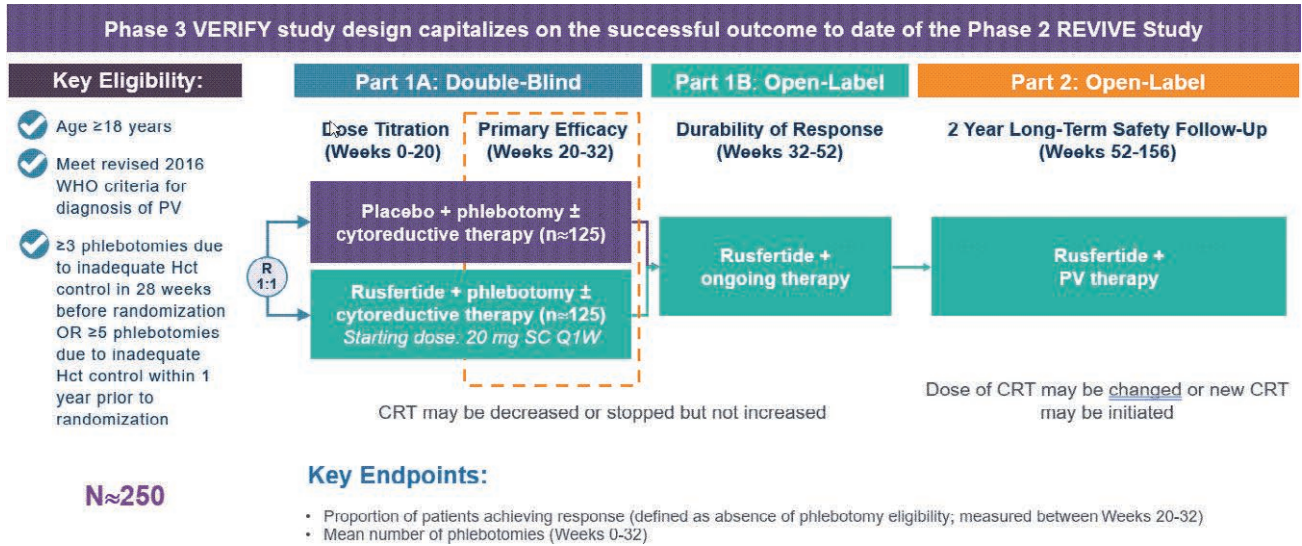 Phase 3 VERIFY study design capitalizes on the successful outcome to date of the Phase 2 REVIVE Study
Key Eligibility:
Age ≥18 years
Meet revised 2016
WHO criteria for
diagnosis of PV
≥3 phlebotomies due
to inadequate Hct
control in 28 weeks
before randomization
OR ≥5 phlebotomies
due to inadequate
Hct control within 1
year prior to
randomization
N≈250
Part 1A: Double-Blind
Dose Titration
(Weeks 0-20)
Primary Efficacy
(Weeks 20-32)
R
1:1
Placebo + phlebotomy ±
cytoreductive therapy (n≈125)
Rusfertide + phlebotomy ±
cytoreductive therapy (n≈125)
Starting dose: 20 mg SC Q1W
Part 1B: Open-Label
Durability of Response
(Weeks 32-52)
Rusfertide +
ongoing therapy
CRT may be decreased or stopped but not increased
Part 2: Open-Label
2 Year Long-Term Safety Follow-Up
(Weeks 52-156)
Rusfertide +
PV therapy
Dose of CRT may be changed or new CRT
may be initiated
Key Endpoints:
• Proportion of patients achieving response (defined as absence of phlebotomy eligibility; measured between Weeks 20-32)
• Mean number of phlebotomies (Weeks 0-32)